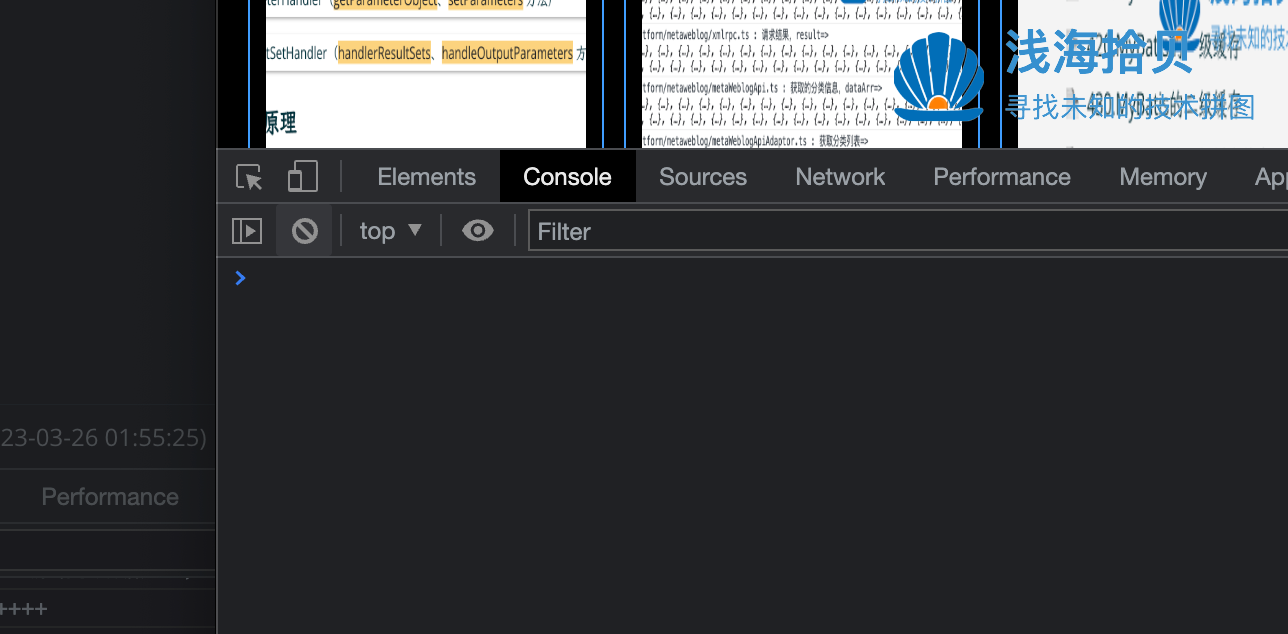 terHandler（getParameterObject、setParameters 方法）
tSetHandler（handlerResultSets、handleOutputParameters 方
原理
, {…}, {…}, {…}, {…}, {…}, {…}, {…}, {…}, {…}, {…}, {…}, {…}, {…}, {
tform/netaweblog/xmlrpc.ts : 请求结果, result=>
tform/netaweblog/metaWeblogApi.ts : 获取的分类信息, dataArr=>
tform/netaweblog/metaWeblogApiAdaptor.ts : 获取分类列表=>
浅海拾贝
寻找未知的技术拼图
Elements
Console
Sources
Network
Performance
Memory
App
top
Filter
23-03-26 01:55:25)
Performance
++++